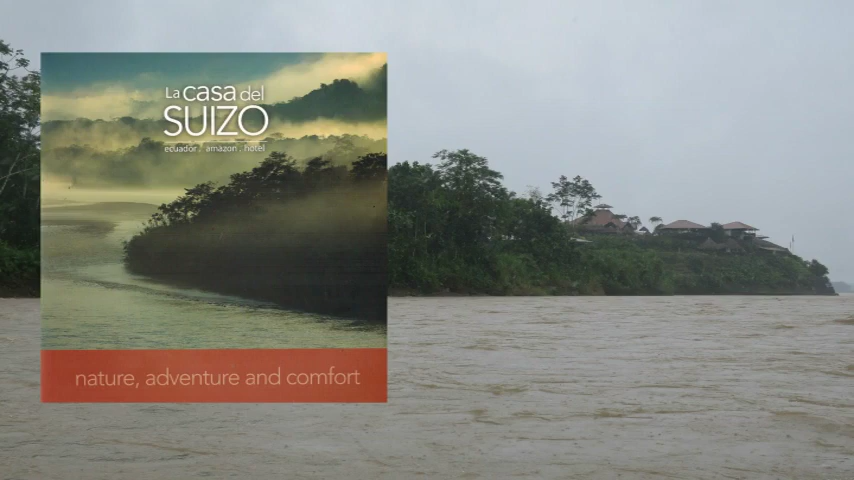 La casa del
SUIZO
ecuador . amazon . hotel
nature, adventure and comfort